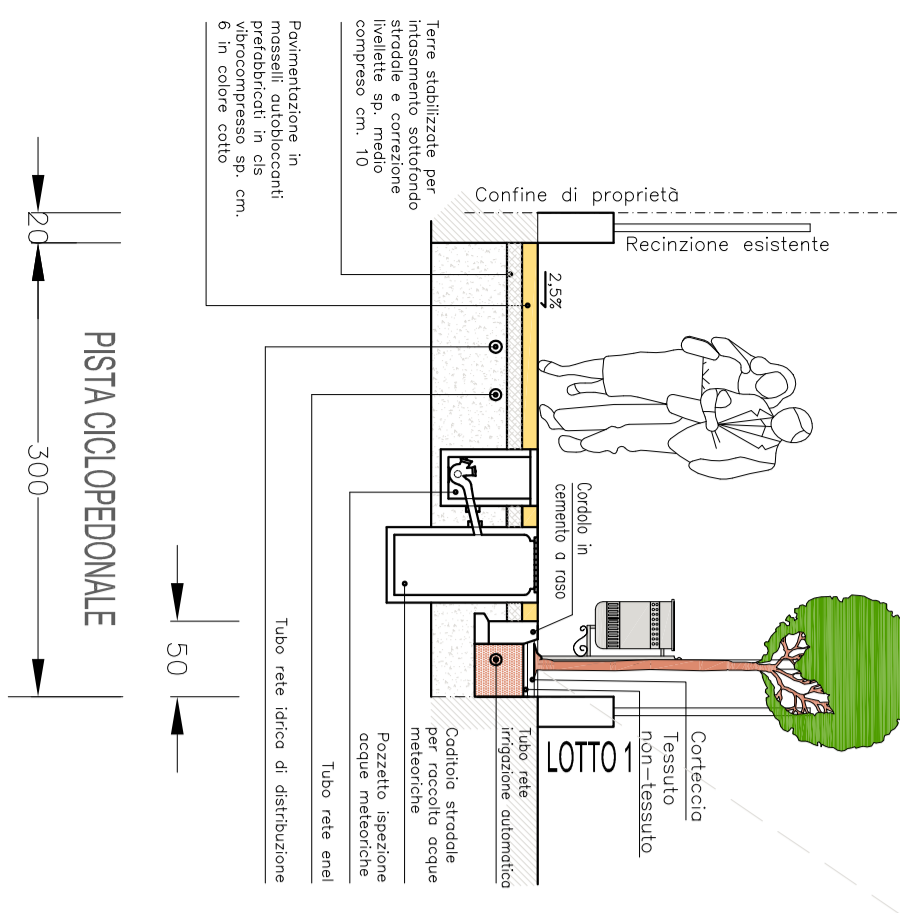 Terre stabilizzate per
intasamento sottofondo
stradale e correzione
livellette sp. medio
compreso cm. 10
Pavimentazione in
masselli autobloccanti
prefabbricati in cls
vibrocompresso sp. cm.
6 in colore cotto
Confine di proprietà
Recinzione esistente
2,5%
20
300
50
PISTA CICLOPEDONALE
Cordolo in
cemento a raso
LOTTO 1
Corteccia
Tessuto
non-tessuto
Tubo rete
irrigazione automatica
Caditoia stradale
per raccolta acque
meteoriche
Pozzetto ispezione
acque meteoriche
Tubo rete enel
Tubo rete idrica di distribuzione